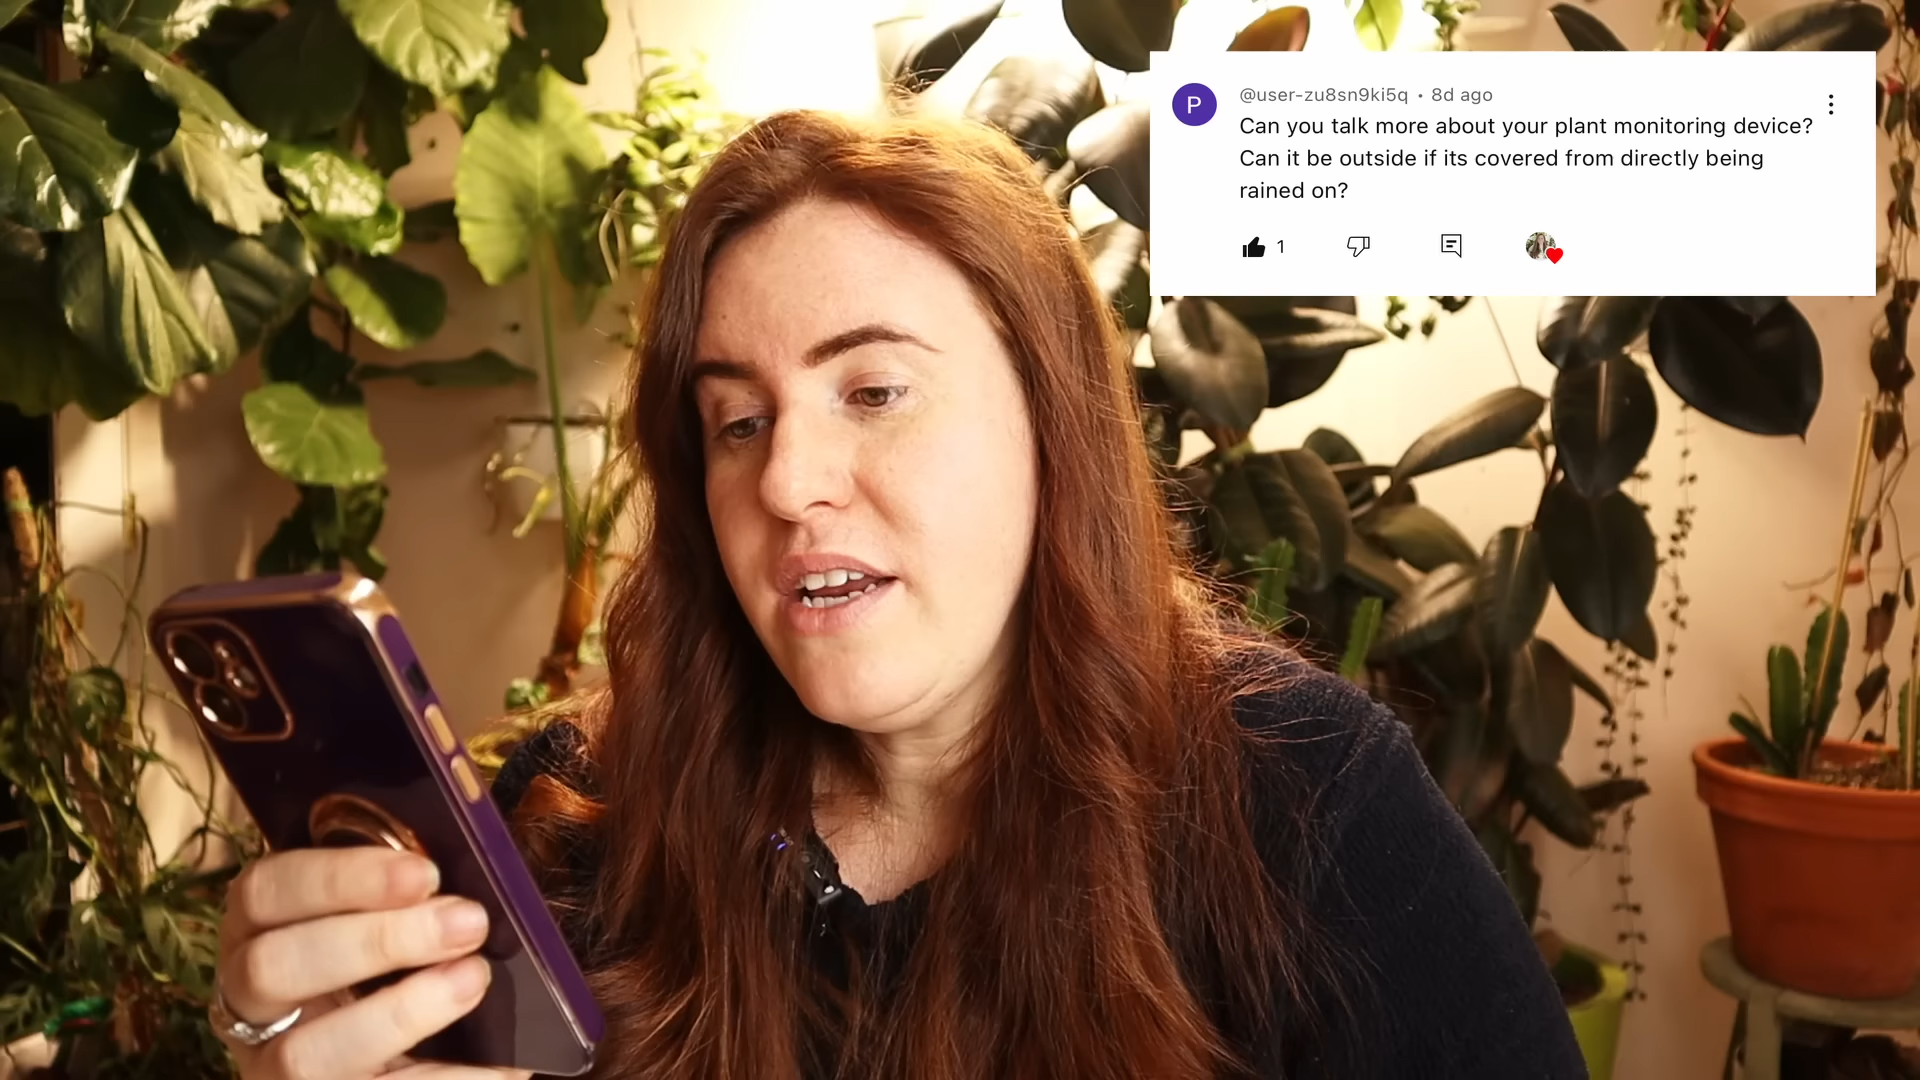 P
@user-zu8sn9ki5q • 8d ago
Can you talk more about your plant monitoring device?
Can it be outside if its covered from directly being
rained on?
1